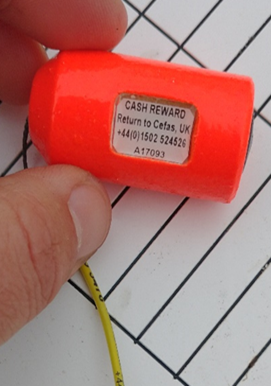 CASH REWARD
Return to Cefas, UK
+44(0)1502 524526
A17093